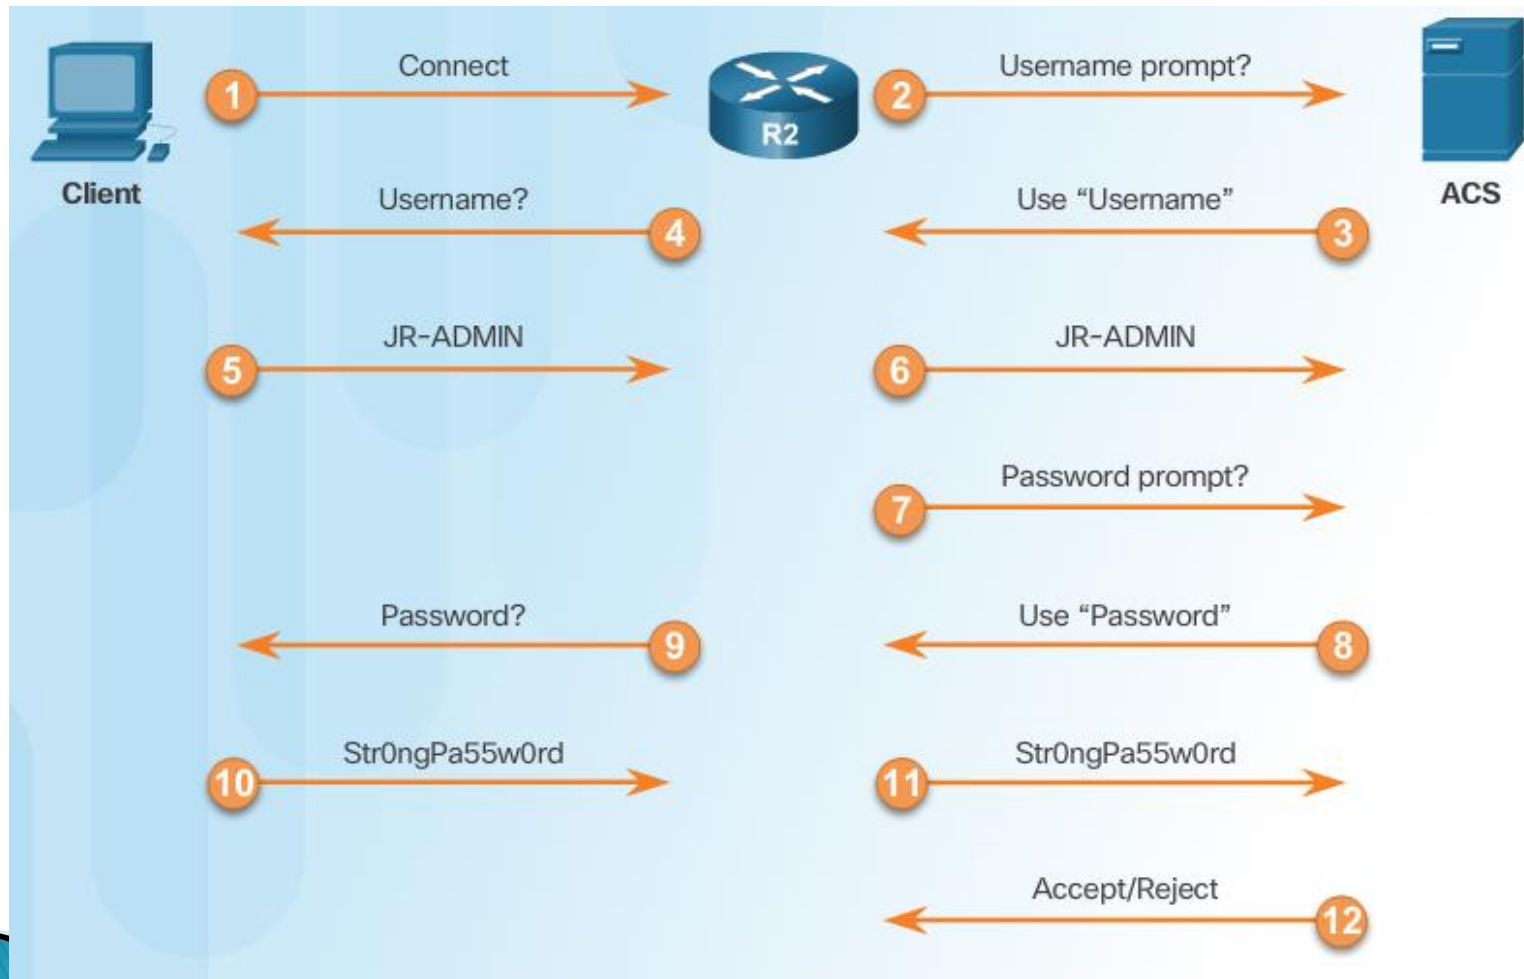 Connect
1
R2
2
Username prompt?
Client
Username?
4
Use “Username”
3
ACS
JR-ADMIN
5
JR-ADMIN
6
Password prompt?
7
Password?
9
Use “Password”
8
Str0ngPa55w0rd
10
Str0ngPa55w0rd
11
Accept/Reject
12